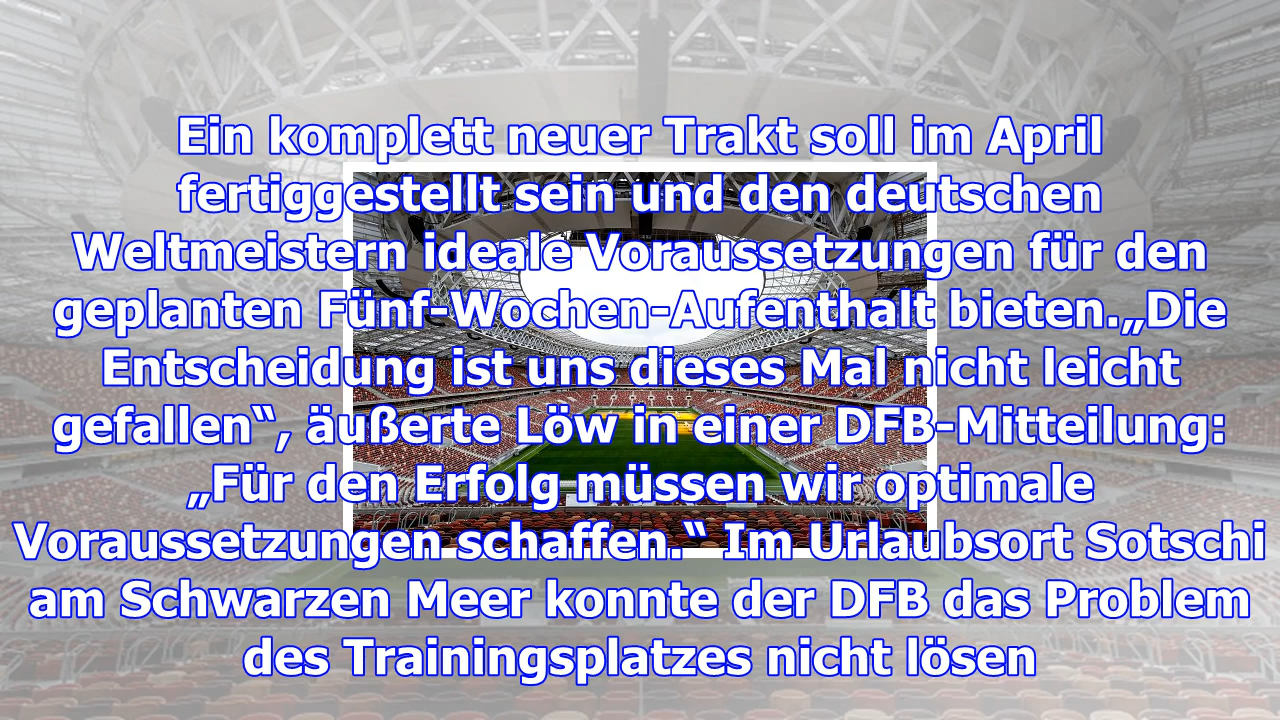 Ein komplett neuer Trakt soll im April
fertiggestellt sein und den deutschen
Weltmeistern ideale Voraussetzungen für den
geplanten Fünf-Wochen-Aufenthalt bieten.„Die
Entscheidung ist uns dieses Mal nicht leicht
gefallen“, äußerte Löw in einer DFB-Mitteilung:
„Für den Erfolg müssen wir optimale
Voraussetzungen schaffen.“ Im Urlaubsort Sotschi
am Schwarzen Meer konnte der DFB das Problem
des Trainingsplatzes nicht lösen